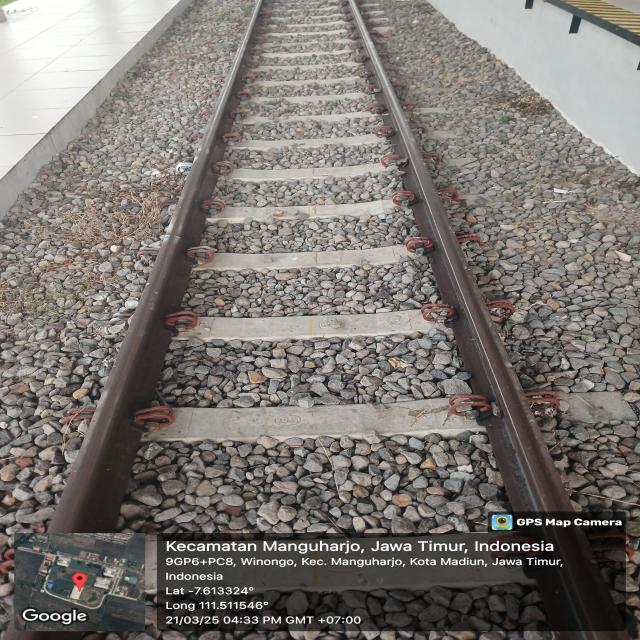 GPS Map Camera
Kecamatan Manguharjo, Jawa Timur, Indonesia
9GP6+PC8, Winongo, Kec. Manguharjo, Kota Madiun, Jawa Timur,
Indonesia
Lat -7.613324°
Long 111.511546°
21/03/25 04:33 PM GMT +07:00
Google